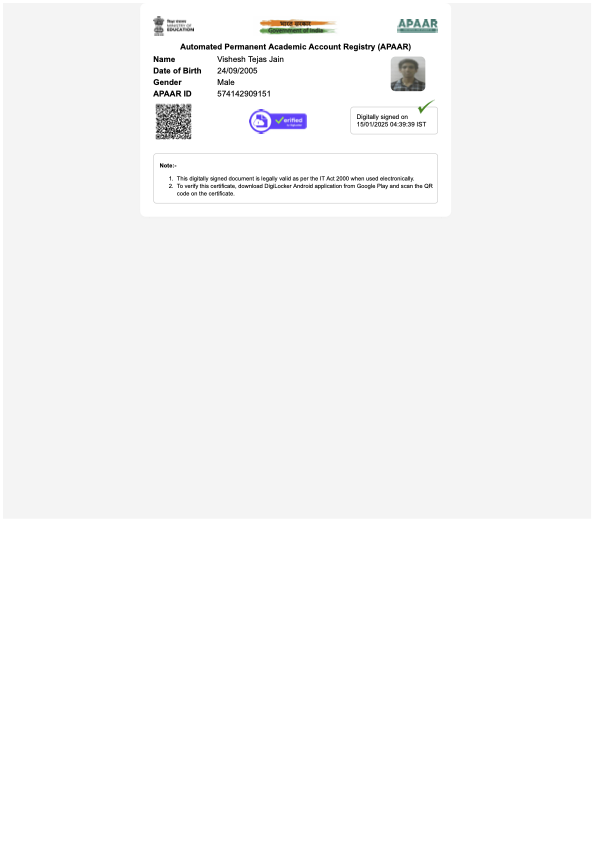 शिक्षा मंत्रालय
MINISTRY OF
EDUCATION
भारत सरकार
Government of India
APAAR
Automated Permanent Academic Account Registry (APAAR)
Name Vishesh Tejas Jain
Date of Birth 24/09/2005
Gender Male
APAAR ID 574142909151
Verified
Digitally signed on
15/01/2025 04:39:39 IST
Note:-
1. This digitally signed document is legally valid as per the IT Act 2000 when used electronically.
2. To verify this certificate, download DigiLocker Android application from Google Play and scan the QR
code on the certificate.